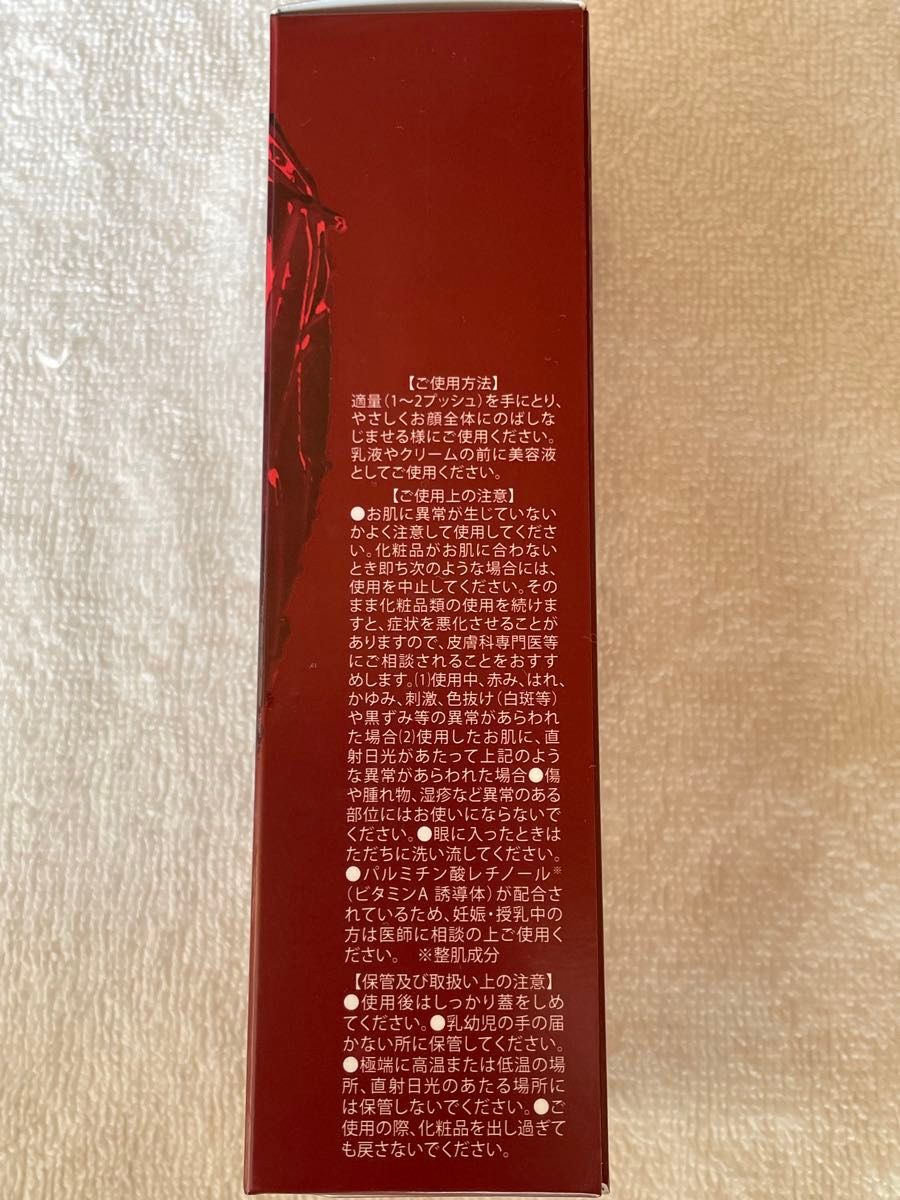 【ご使用方法】
適量(1〜2プッシュ)を手にとり、
やさしくお顔全体にのばしな
じませる様にご使用ください。
乳液やクリームの前に美容液
としてご使用ください。
【ご使用上の注意】
●お肌に異常が生じていない
かよく注意して使用してくださ
い。化粧品がお肌に合わない
とき即ち次のような場合には、
使用を中止してください。その
まま化粧品類の使用を続けま
すと、症状を悪化させることが
ありますので、皮膚科専門医等
にご相談されることをおすす
めします。(1)使用中、赤み、はれ、
かゆみ、刺激、色抜け(白斑等)
や黒ずみ等の異常があらわれ
た場合(2)使用したお肌に、直
射日光があたって上記のよう
な異常があらわれた場合●傷
や腫れ物、湿疹など異常のある
部位にはお使いにならないで
ください。●眼に入ったときは
ただちに洗い流してください。
●パルミチン酸レチノール※
(ビタミンA 誘導体)が配合さ
れているため、妊娠・授乳中の
方は医師に相談の上ご使用く
ださい。 ※整肌成分
【保管及び取扱い上の注意】
●使用後はしっかり蓋をしめ
てください。●乳幼児の手の届
かない所に保管してください。
●極端に高温または低温の場
所、直射日光のあたる場所に
は保管しないでください。●ご
使用の際、化粧品を出し過ぎて
も戻さないでください。